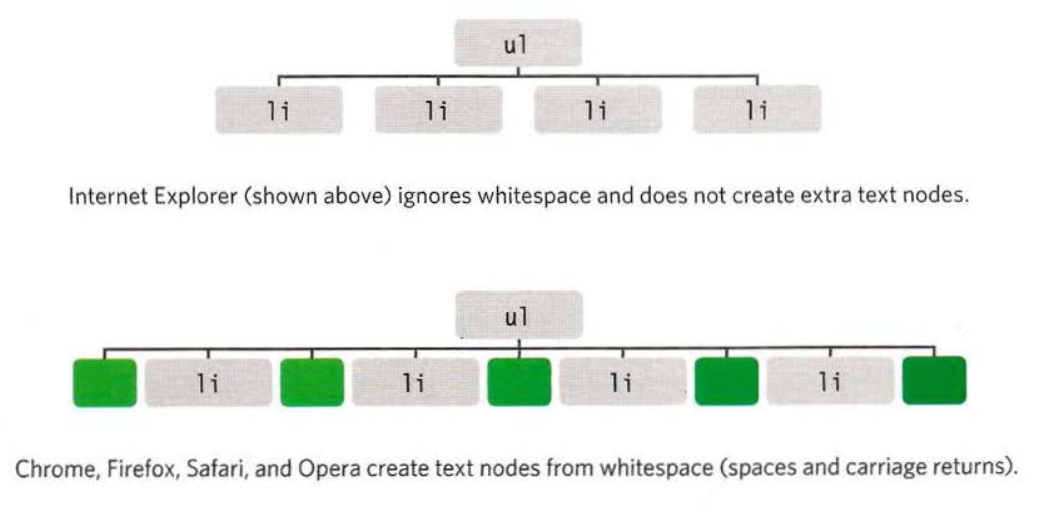 ul
li li li li
Internet Explorer (shown above) ignores whitespace and does not create extra text nodes.
ul
li li li li
Chrome, Firefox, Safari, and Opera create text nodes from whitespace (spaces and carriage returns).